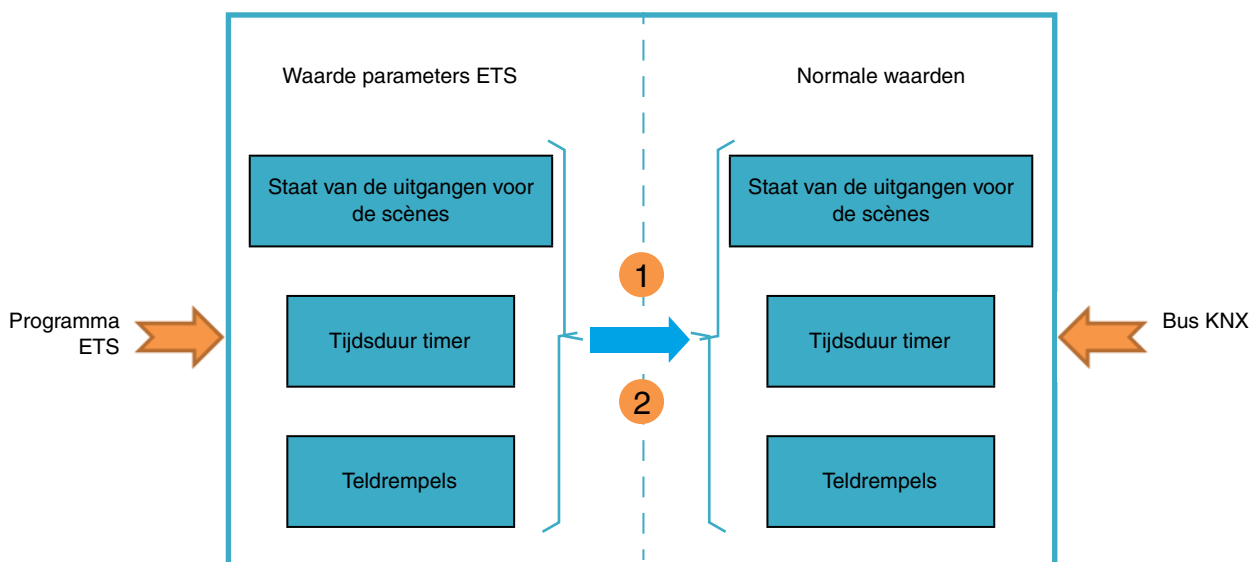 Waarde parameters ETS
Normale waarden
Staat van de uitgangen voor
de scènes
Staat van de uitgangen voor
de scènes
1
Programma
ETS
Tijdsduur timer
Tijdsduur timer
Bus KNX
2
Teldrempels
Teldrempels